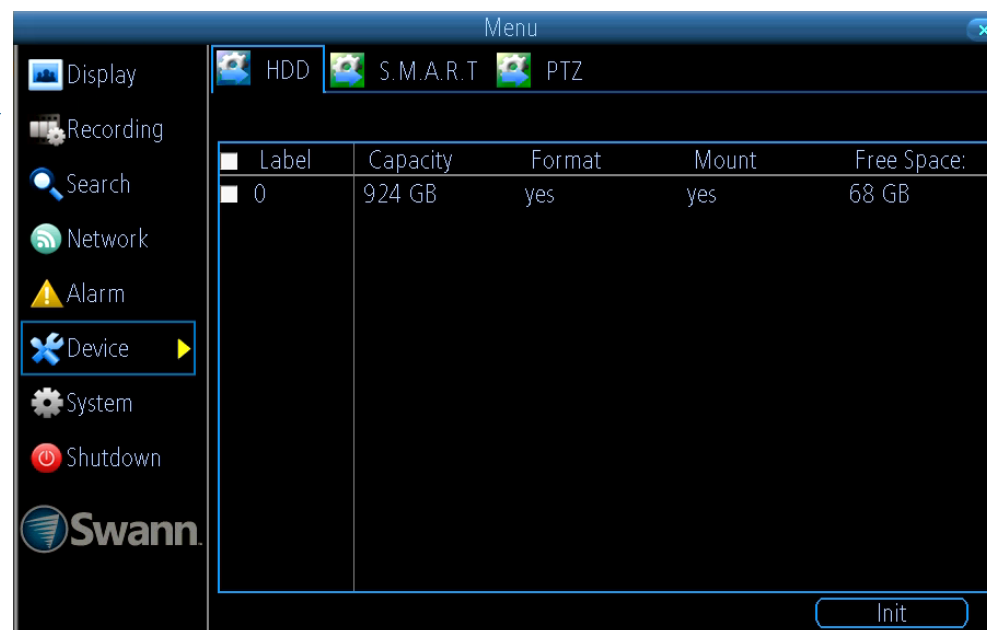 Menu
Display
Recording
Search
Network
Alarm
Device
System
Shutdown
Swann
HDD S.M.A.R.T PTZ
Label Capacity Format Mount Free Space:
0 924 GB yes yes 68 GB
Init